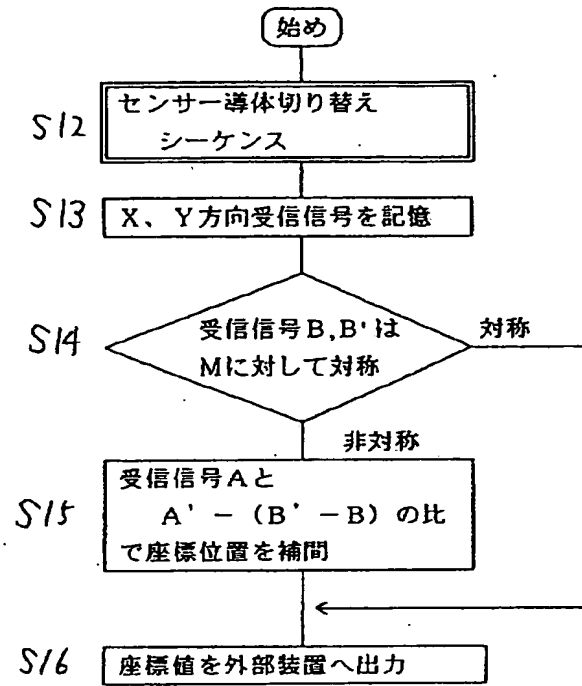 始め
S12
センサー導体切り替え
シーケンス
S13
X、Y方向受信信号を記憶
S14
受信信号B,B'は
Mに対して対称
対称
非対称
S15
受信信号Aと
A'-(B'-B)の比
で座標位置を補間
S16
座標値を外部装置へ出力